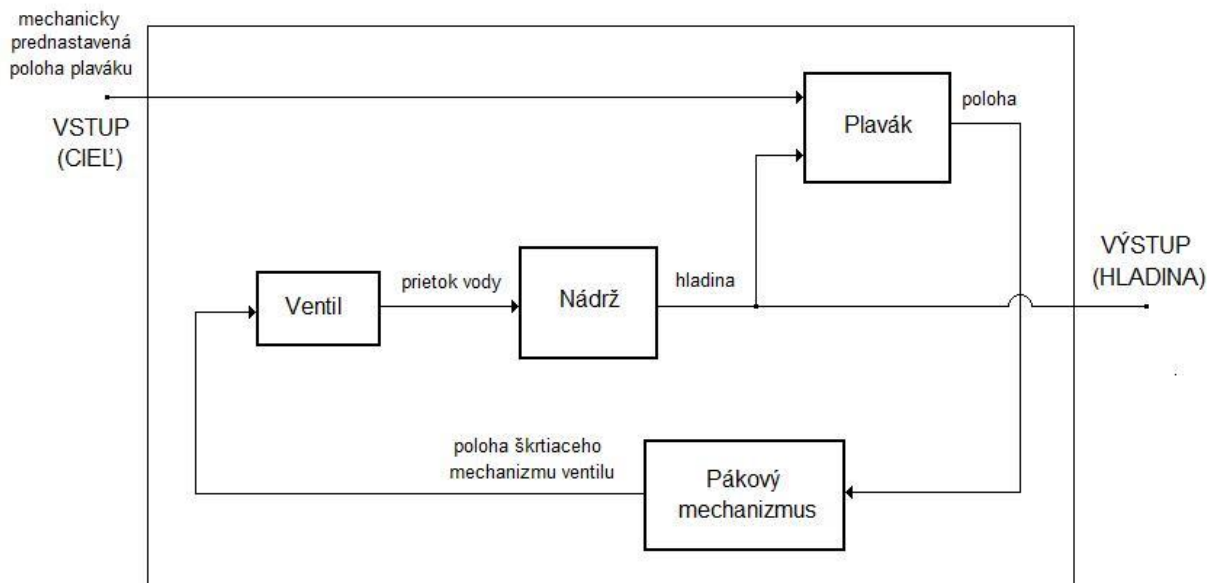 mechanicky
prednastavená
poloha plaváku
VSTUP
(CIEĽ)
Plavák
poloha
VÝSTUP
(HLADINA)
Ventil
prietok vody
Nádrž
hladina
poloha škrtiaceho
mechanizmu ventilu
Pákový
mechanizmus